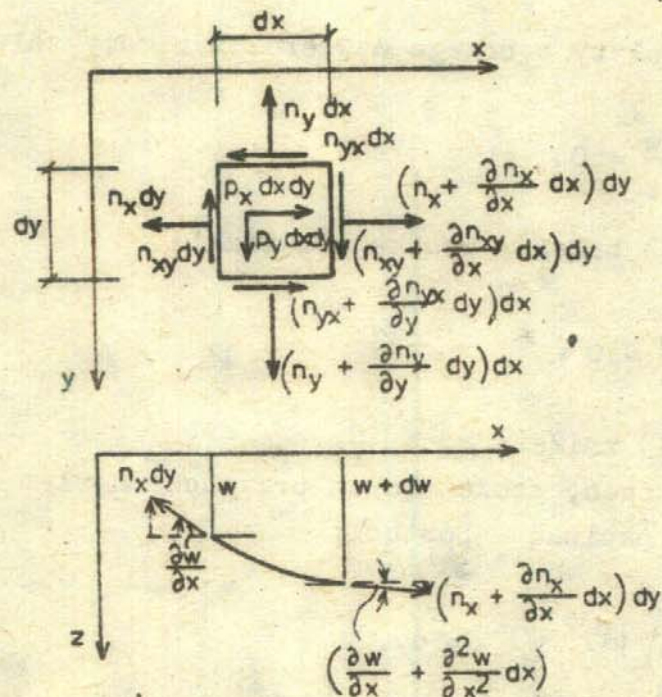 dx
x
n_y dx
n_yx dx
n_x dy
p_x dx dy
(n_x + ∂n_x/∂x dx) dy
dy
n_xy dy
p_y dx dy
(n_xy + ∂n_xy/∂x dx) dy
(n_yx + ∂n_yx/∂y dy) dx
y
(n_y + ∂n_y/∂y dy) dx
x
n_x dy
w
w + dw
∂w/∂x
(n_x + ∂n_x/∂x dx) dy
z
(∂w/∂x + ∂²w/∂x² dx)